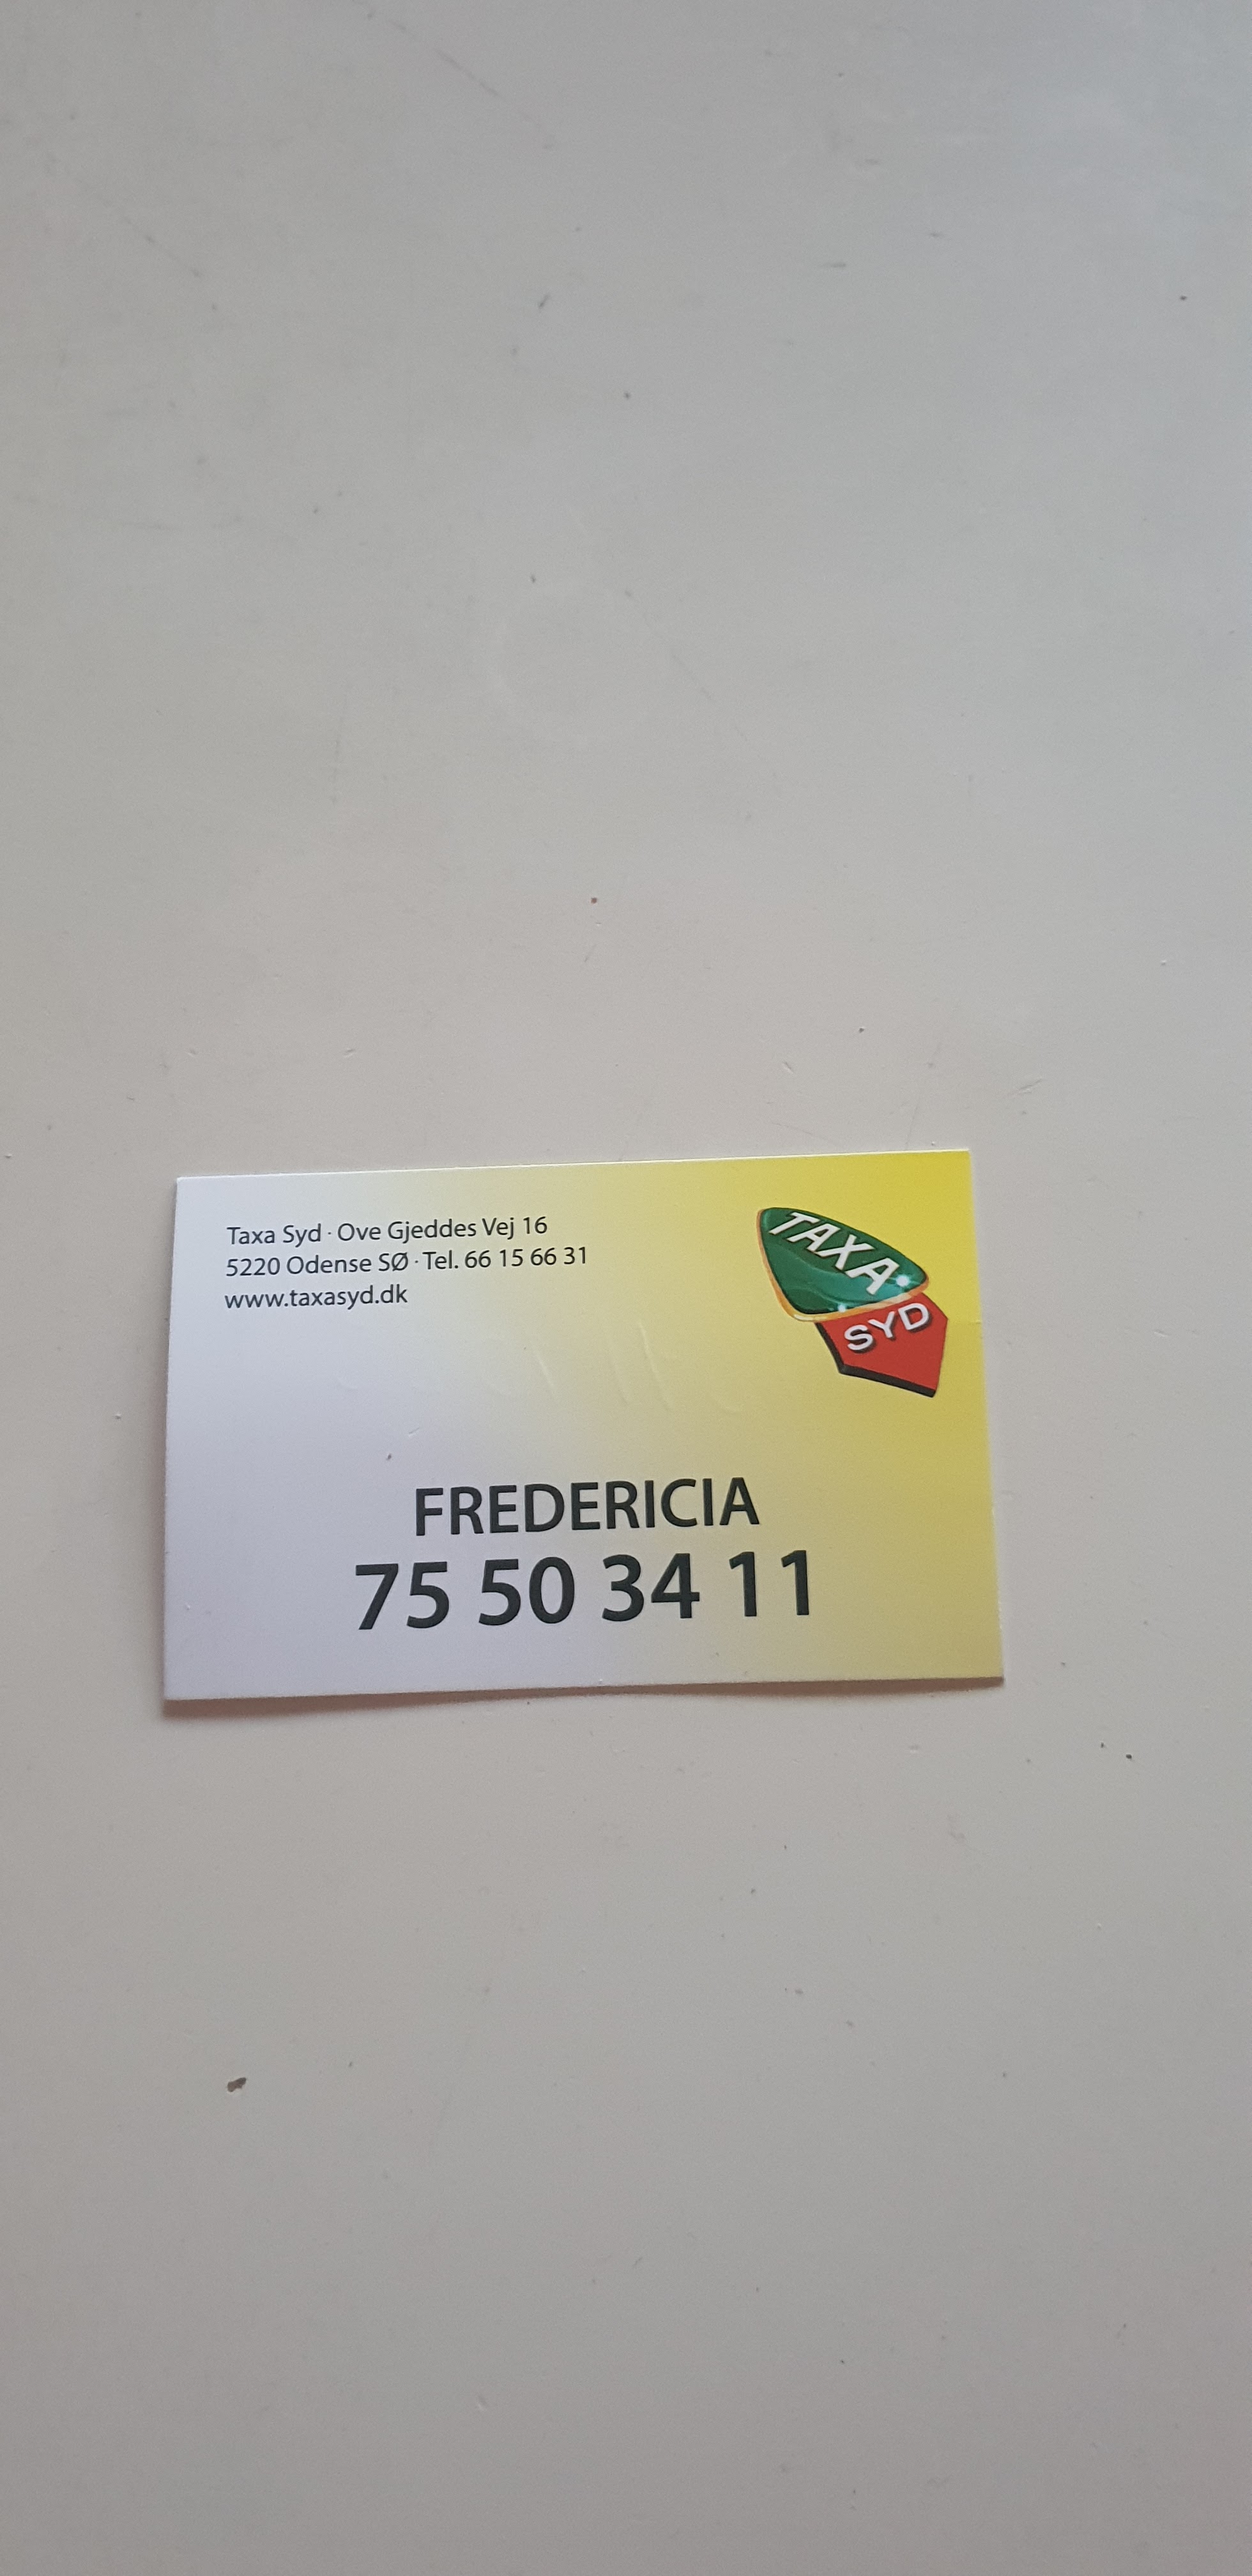 Taxa Syd · Ove Gjeddes Vej 16
5220 Odense SØ · Tel. 66 15 66 31
www.taxasyd.dk
TAXA
SYD
FREDERICIA
75 50 34 11